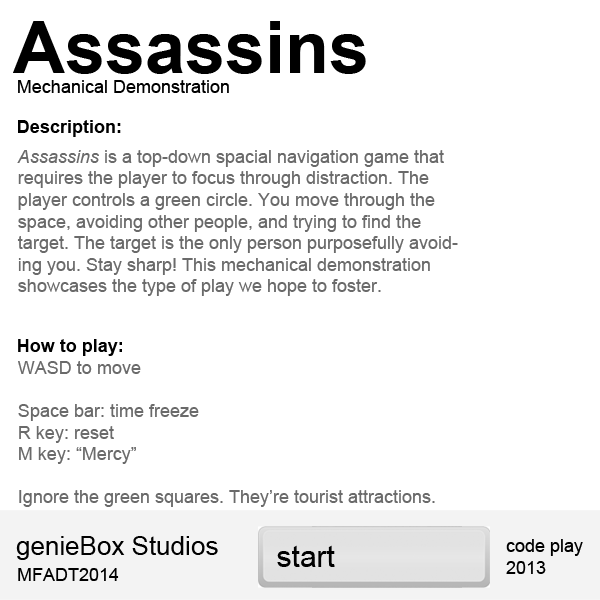 Assassins
Mechanical Demonstration
Description:
Assassins is a top-down spacial navigation game that
requires the player to focus through distraction. The
player controls a green circle. You move through the
space, avoiding other people, and trying to find the
target. The target is the only person purposefully avoid-
ing you. Stay sharp! This mechanical demonstration
showcases the type of play we hope to foster.
How to play:
WASD to move
Space bar: time freeze
R key: reset
M key: “Mercy”
Ignore the green squares. They’re tourist attractions.
genieBox Studios
MFADT2014
start
code play
2013